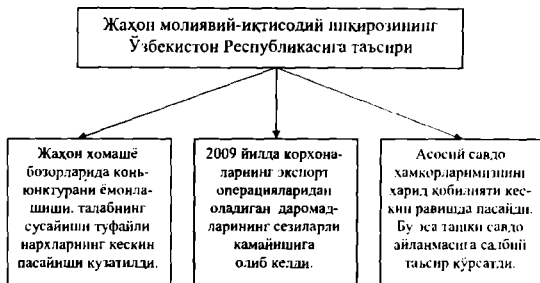 Жаҳон молиявий-иқтисодий инқирозининг
Ўзбекистон Республикасига таъсири
Жаҳон хомашё
бозорларида конъ-
юнктурани ёмонла-
шиши, талабнинг
сусайиши туфайли
нархларнинг кескин
пасайиши кузатилди.
2009 йилда корхона-
ларнинг экспорт
операцияларидан
оладиган даромад-
ларининг сезиларли
камайишига
олиб келди.
Асосий савдо
ҳамкорларимизнинг
харид қобилияти кес-
кин равишда пасайди.
Бу эса ташқи савдо
айланмасига салбий
таъсир кўрсатди.